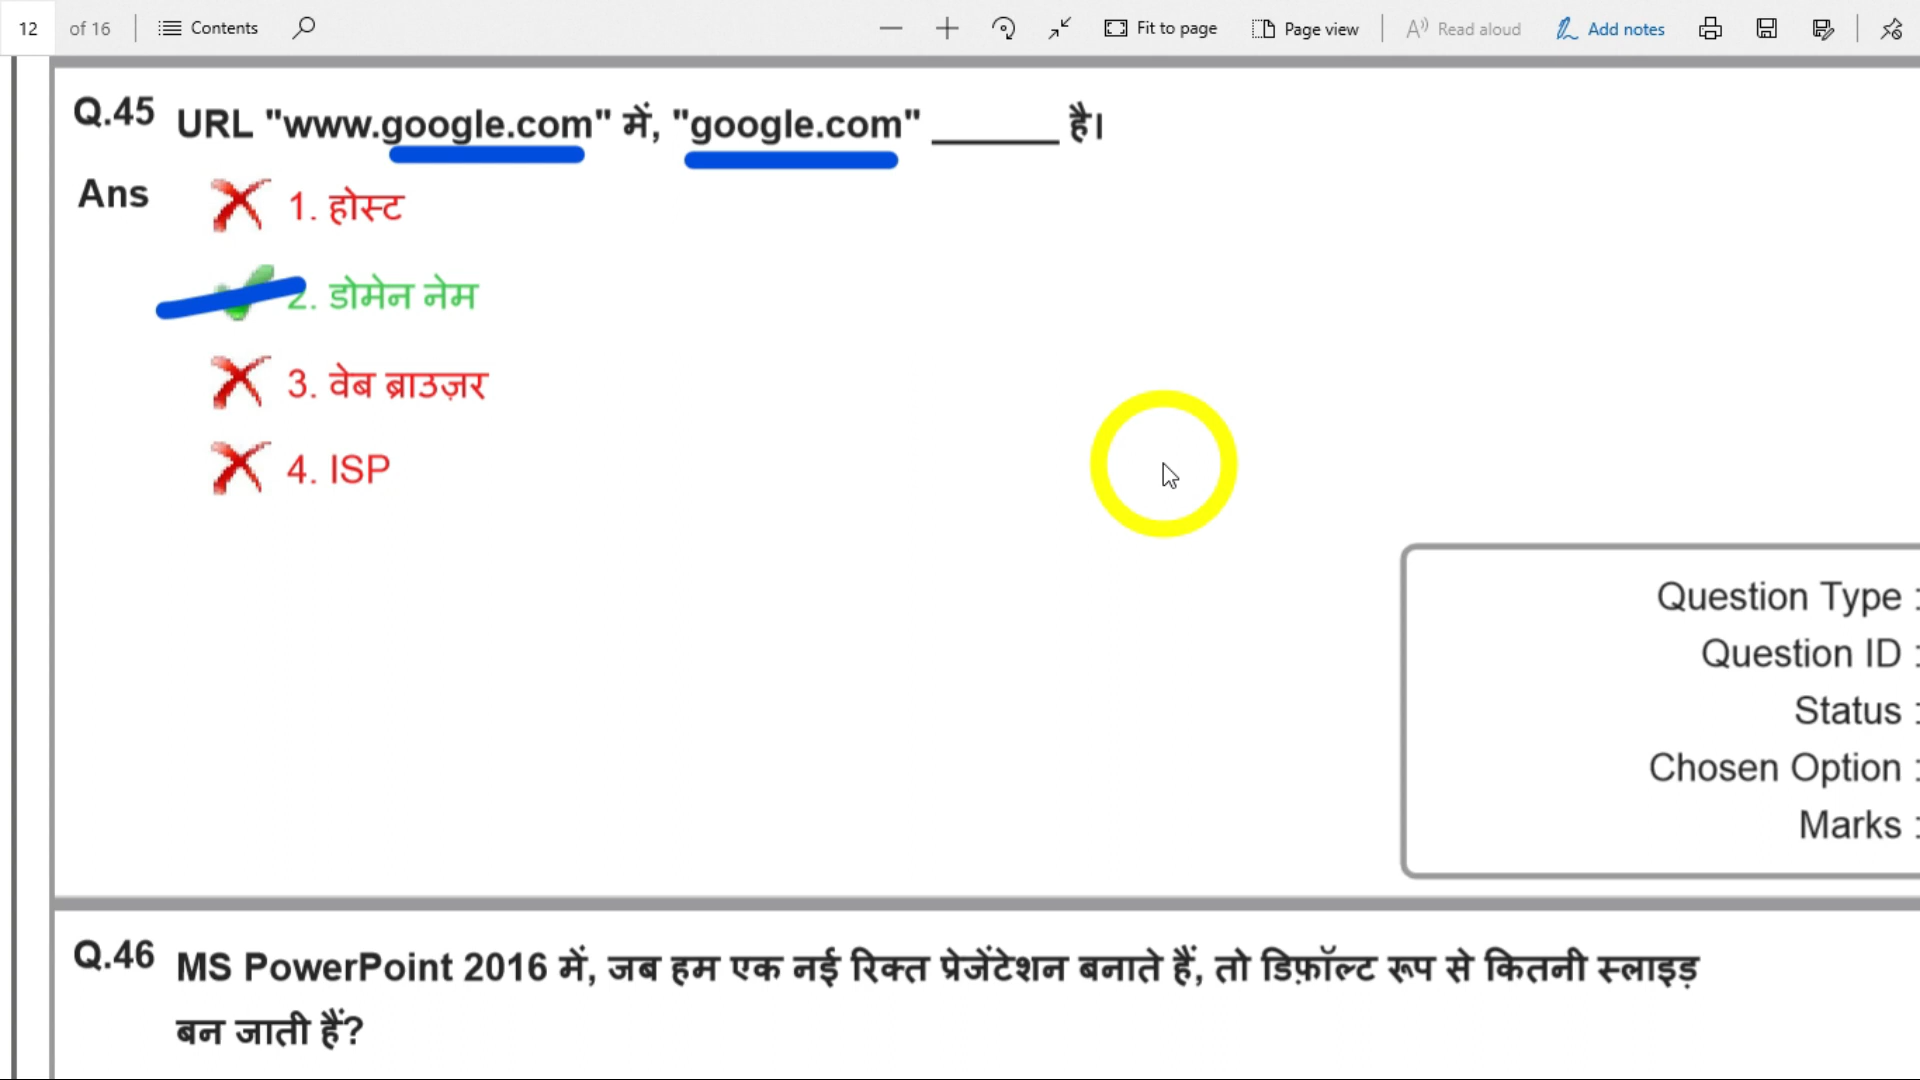 12 of 16 Contents Fit to page Page view Read aloud Add notes
Q.45 URL "www.google.com" में, "google.com" ______ है।
Ans 1. होस्ट
2. डोमेन नेम
3. वेब ब्राउज़र
4. ISP
Question Type :
Question ID :
Status :
Chosen Option :
Marks :
Q.46 MS PowerPoint 2016 में, जब हम एक नई रिक्त प्रेजेंटेशन बनाते हैं, तो डिफ़ॉल्ट रूप से कितनी स्लाइड़
बन जाती हैं?